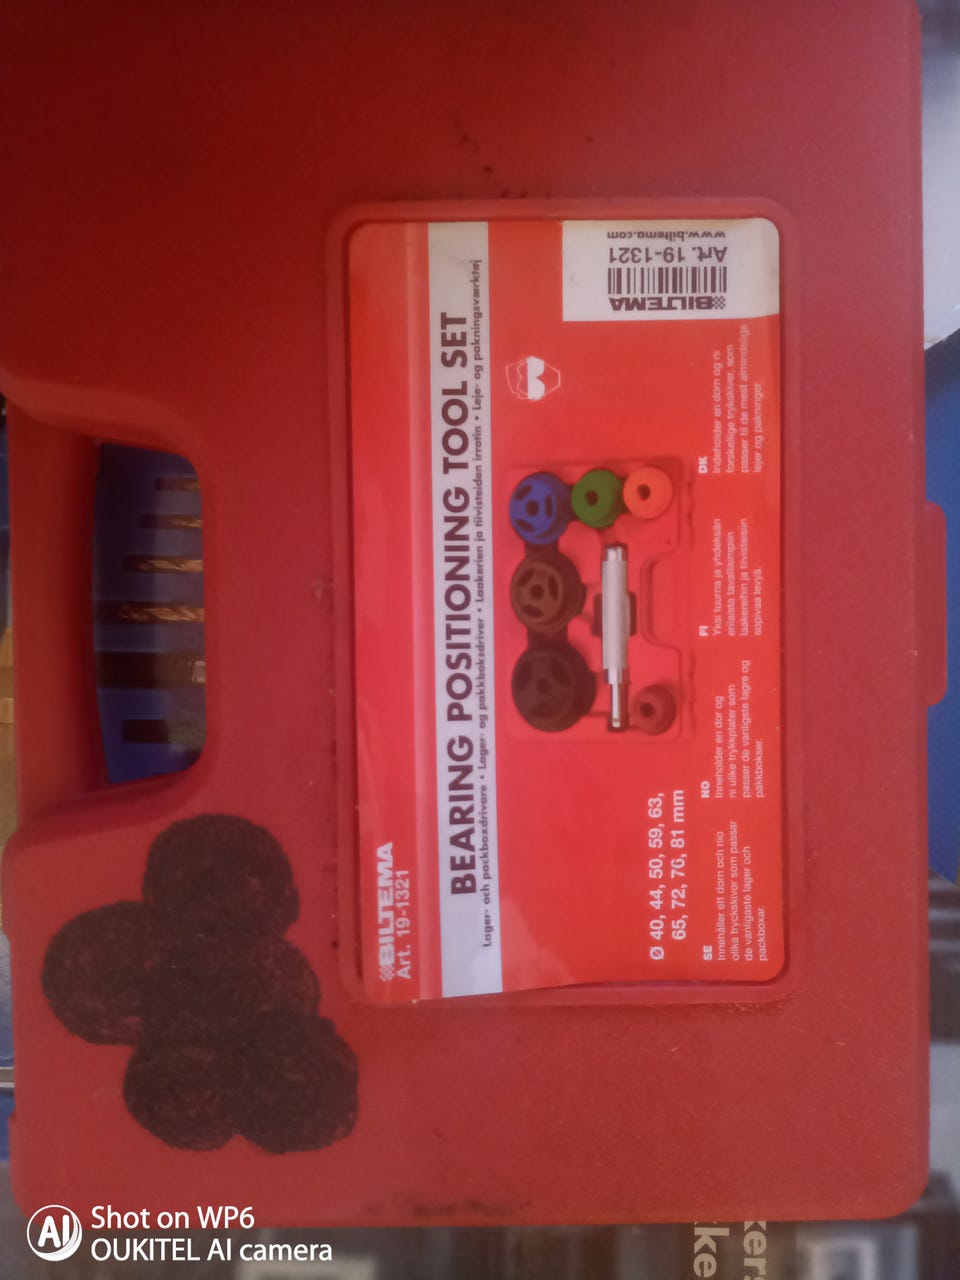 BILTEMA
Art. 19-1321
BEARING POSITIONING TOOL SET
Lager- och packboxdrivare • Lager- og pakkboksdriver • Laakerien ja tiivisteiden irrotin • Leje- og pakningsværktøj
Ø 40, 44, 50, 59, 63,
65, 72, 76, 81 mm
SE
Innehåller ett dorn och nio
olika tryckskivor som passar
de vanligaste lager och
packboxar.
NO
Inneholder en dor og
ni ulike trykkplater som
passer de vanligste lagre og
pakkbokser.
FI
Yksi tuurna ja yhdeksän
erilaista tavallisimpiin
laakereihin ja tiivisteisiin
sopivaa levyä.
DK
Indeholder en dorn og ni
forskellige trykskiver, som
passer til de mest almindelige
lejer og pakninger.
BILTEMA
Art. 19-1321
www.biltema.com
kers
ke
AI
Shot on WP6
OUKITEL AI camera